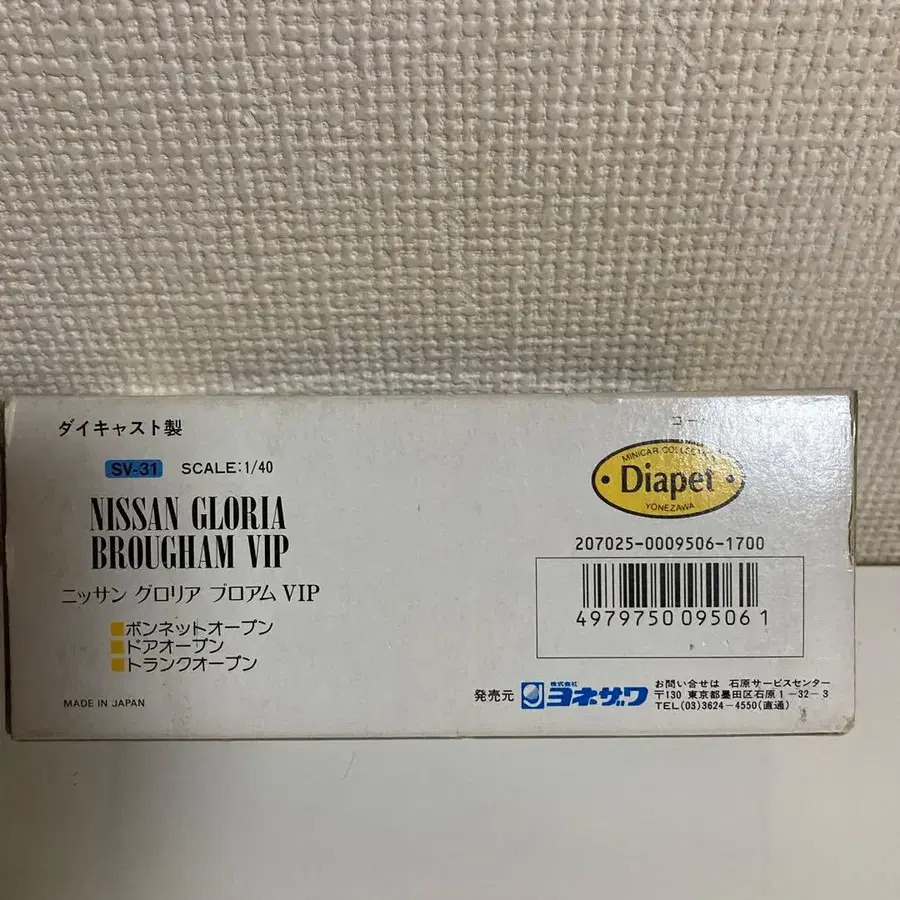 ダイキャスト製
SV-31 SCALE:1/40
NISSAN GLORIA
BROUGHAM VIP
ニッサン グロリア ブロアム VIP
ボンネットオープン
ドアオープン
トランクオープン
MADE IN JAPAN
MINICAR
Diapet
YONEZAWA
207025-0009506-1700
4979750 095061
発売元 株式会社 ヨネザワ
お問い合せは 石原サービスセンター
〒130 東京都墨田区石原1-32-3
TEL(03)3624-4550(直通)